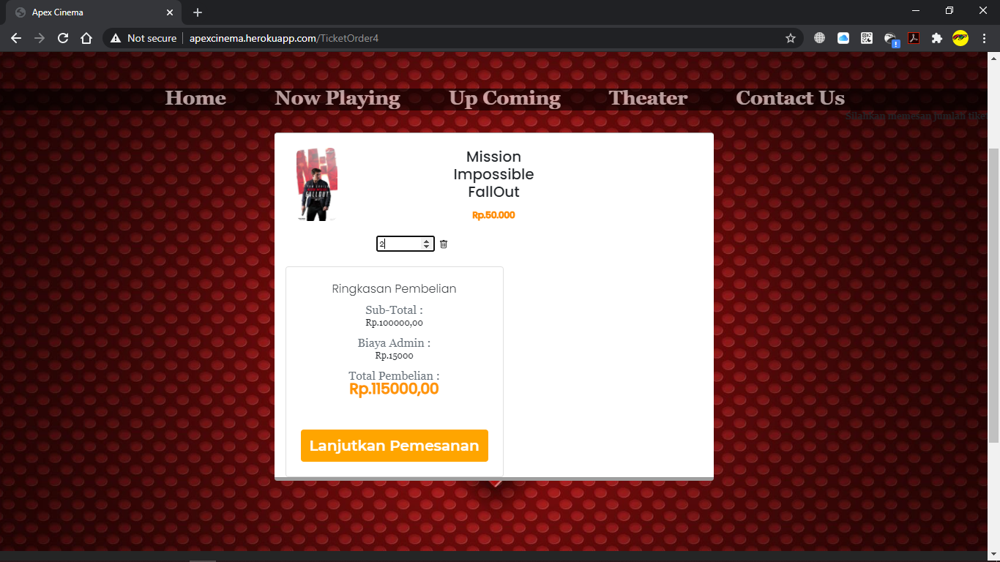 Apex Cinema
Not secure apexcinema.herokuapp.com/TicketOrder4
Home Now Playing Up Coming Theater Contact Us
Silahkan memesan jumlah tiket
Mission
Impossible
FallOut
FALLOUT
Rp.50.000
2
Ringkasan Pembelian
Sub-Total :
Rp.100000,00
Biaya Admin :
Rp.15000
Total Pembelian :
Rp.115000,00
Lanjutkan Pemesanan